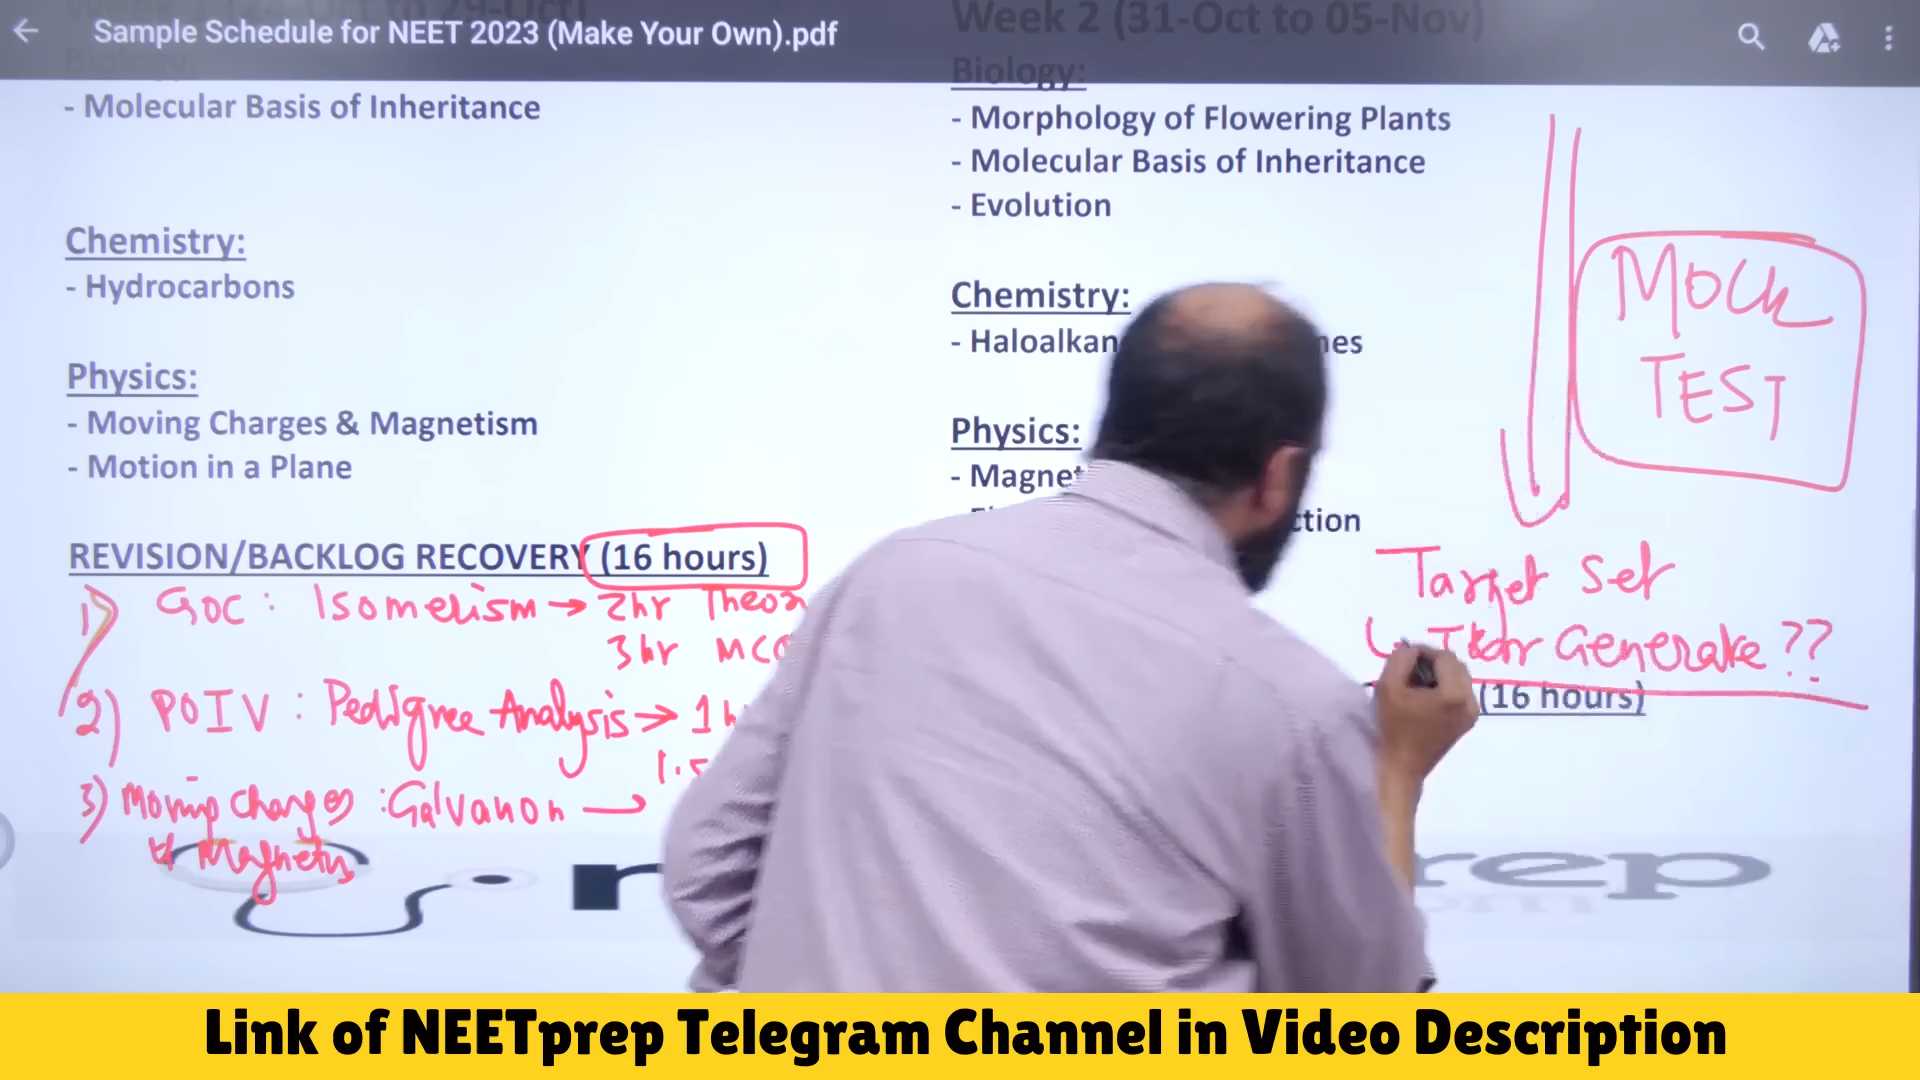 Sample Schedule for NEET 2023 (Make Your Own).pdf
- Molecular Basis of Inheritance
Chemistry:
- Hydrocarbons
Physics:
- Moving Charges & Magnetism
- Motion in a Plane
REVISION/BACKLOG RECOVERY (16 hours)
1) GOC : Isomerism → 2hr
3hr
2) POIV : Pedigree Analysis → 1
3) Moving Charges : Galvanon →
& Magnetis
Week 2 (31-Oct to 05-Nov)
Biology:
- Morphology of Flowering Plants
- Molecular Basis of Inheritance
- Evolution
Chemistry:
Physics:
(16 hours)
MOCK
TEST
Target Set
Generate ??
Link of NEETprep Telegram Channel in Video Description